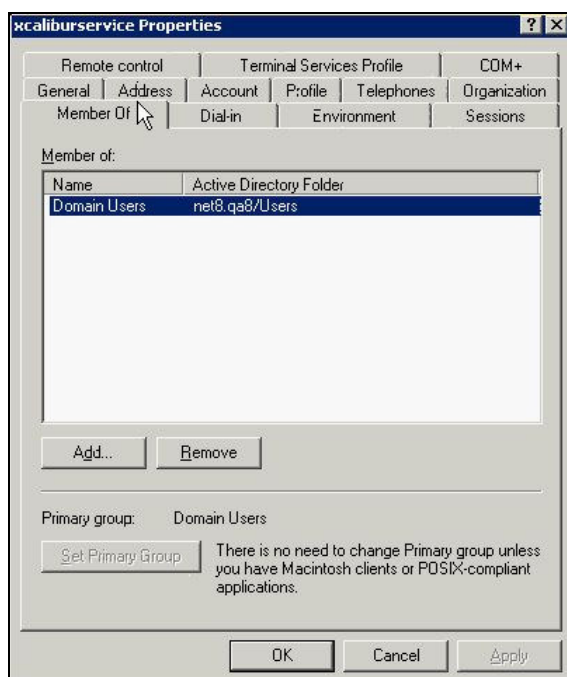 xcaliburservice Properties
Remote control Terminal Services Profile COM+
General Address Account Profile Telephones Organization
Member Of Dial-in Environment Sessions
Member of:
Name Active Directory Folder
Domain Users net8.qa8/Users
Add... Remove
Primary group: Domain Users
Set Primary Group
There is no need to change Primary group unless
you have Macintosh clients or POSIX-compliant
applications.
OK Cancel Apply